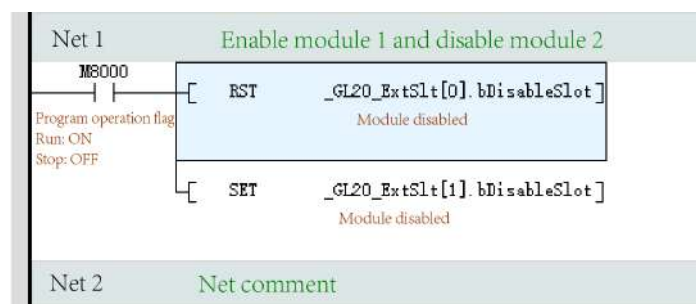 Net 1 Enable module 1 and disable module 2
M8000
RST _GL20_ExtSlt[0].bDisableSlot]
Program operation flag Module disabled
Run: ON
Stop: OFF
SET _GL20_ExtSlt[1].bDisableSlot]
Module disabled
Net 2 Net comment